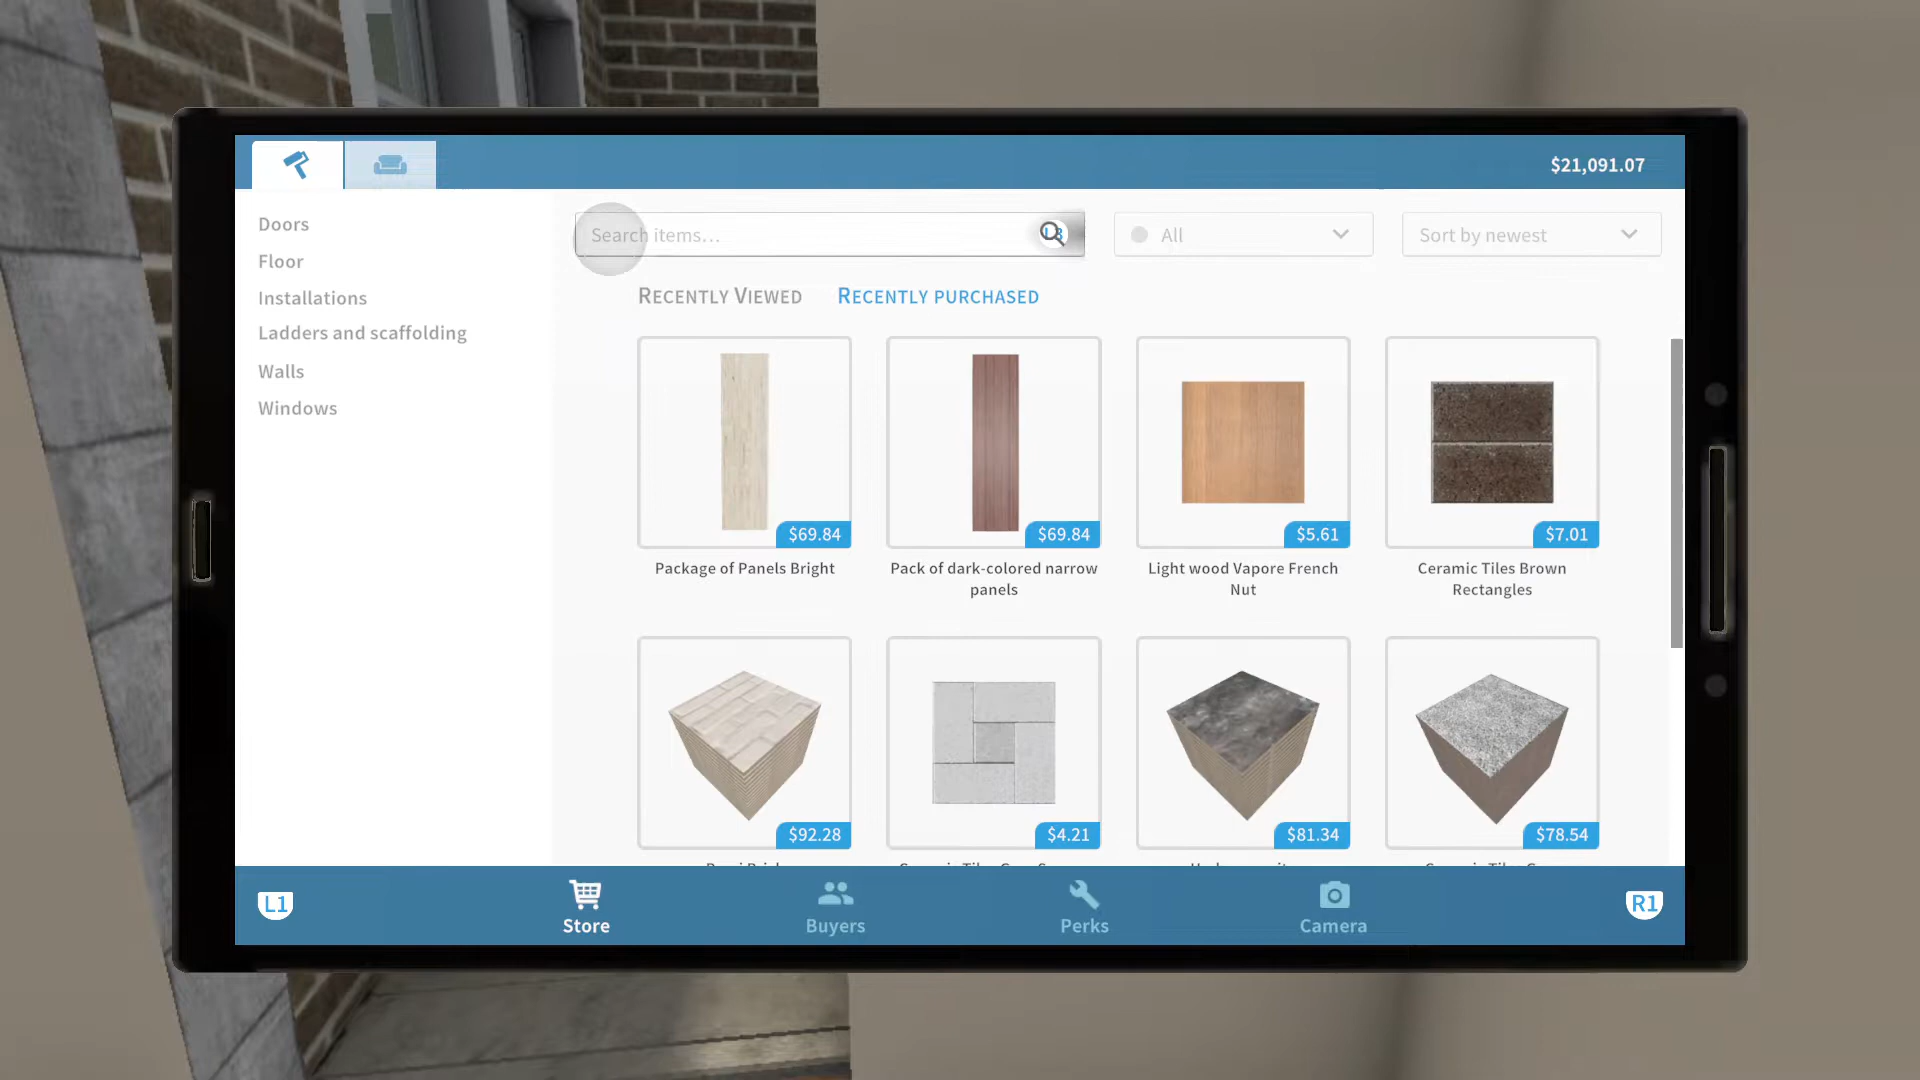 $21,091.07
Doors
Floor
Installations
Ladders and scaffolding
Walls
Windows
Search items...
All
Sort by newest
RECENTLY VIEWED
RECENTLY PURCHASED
$69.84
$69.84
$5.61
$7.01
Package of Panels Bright
Pack of dark-colored narrow
panels
Light wood Vapore French
Nut
Ceramic Tiles Brown
Rectangles
$92.28
$4.21
$81.34
$78.54
L1
Store
Buyers
Perks
Camera
R1